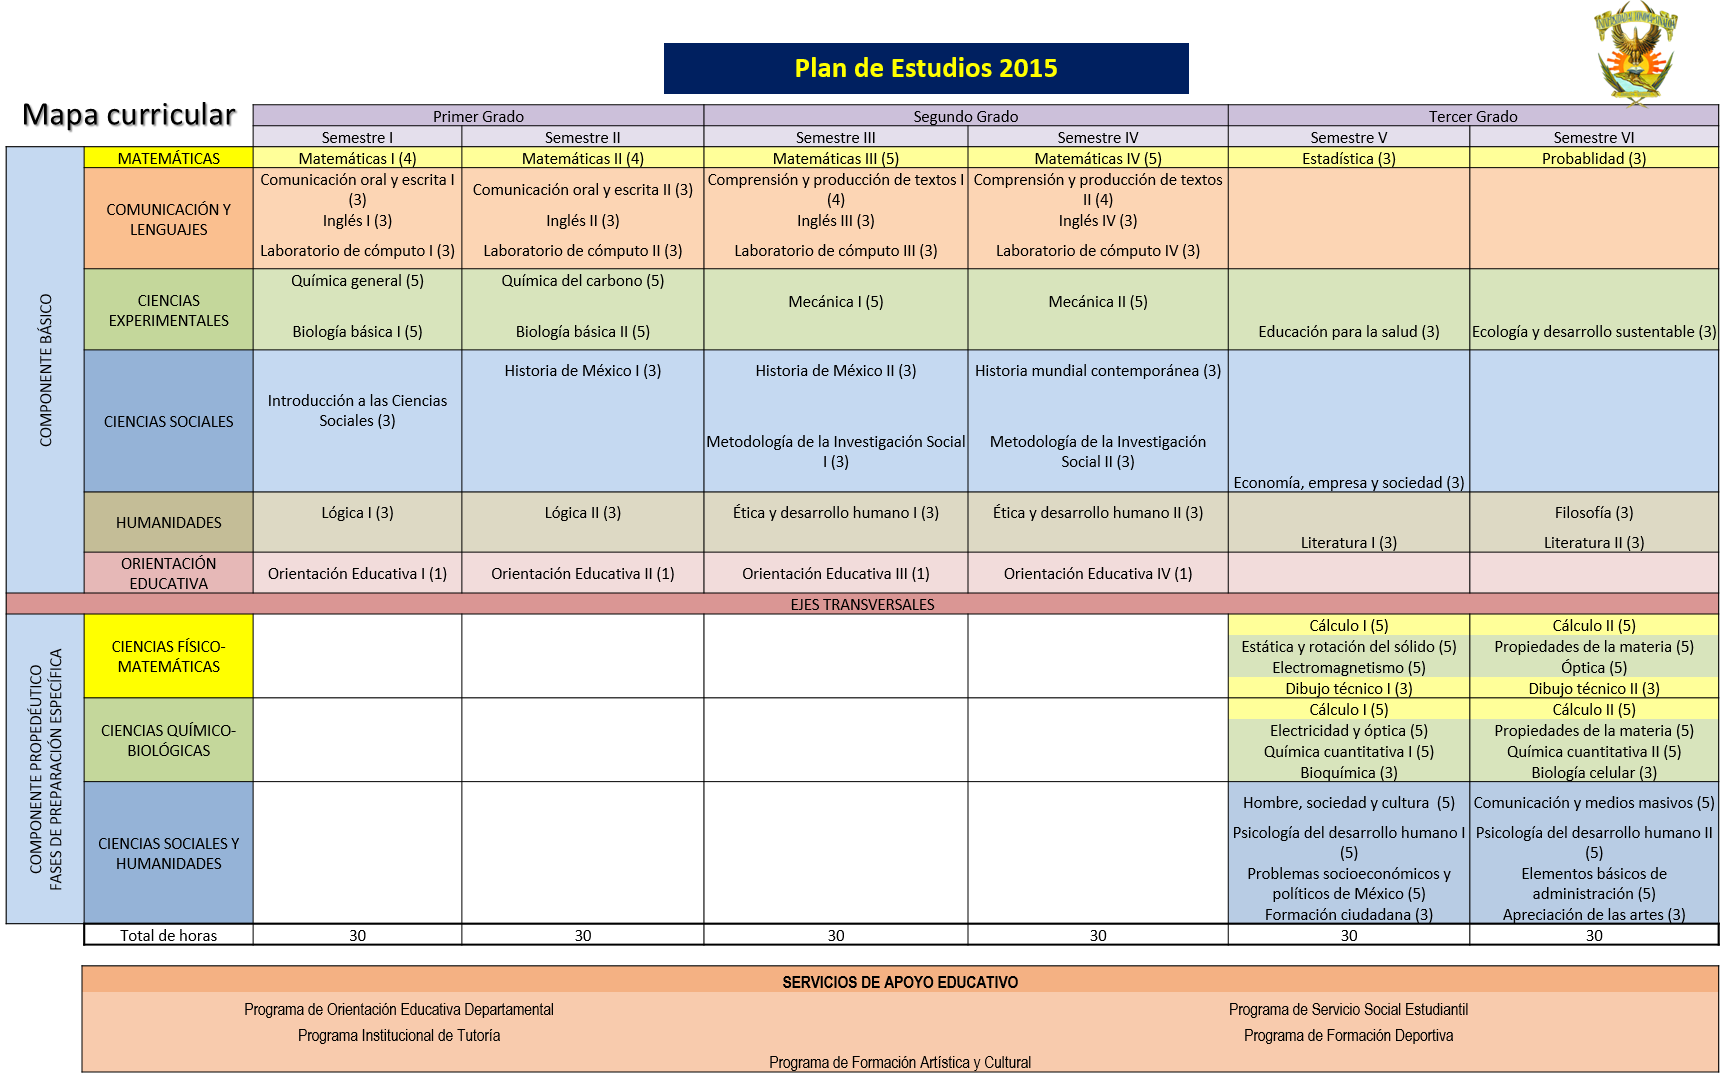 Plan de Estudios 2015
Mapa curricular
Primer Grado Segundo Grado Tercer Grado
Semestre I Semestre II Semestre III Semestre IV Semestre V Semestre VI
COMPONENTE BÁSICO
MATEMÁTICAS Matemáticas I (4) Matemáticas II (4) Matemáticas III (5) Matemáticas IV (5) Estadística (3) Probablidad (3)
COMUNICACIÓN Y
LENGUAJES
Comunicación oral y escrita I
(3)
Inglés I (3)
Laboratorio de cómputo I (3)
Comunicación oral y escrita II (3)
Inglés II (3)
Laboratorio de cómputo II (3)
Comprensión y producción de textos I
(4)
Inglés III (3)
Laboratorio de cómputo III (3)
Comprensión y producción de textos
II (4)
Inglés IV (3)
Laboratorio de cómputo IV (3)
CIENCIAS
EXPERIMENTALES
Química general (5)
Biología básica I (5)
Química del carbono (5)
Biología básica II (5)
Mecánica I (5)
Mecánica II (5)
Educación para la salud (3)
Ecología y desarrollo sustentable (3)
CIENCIAS SOCIALES
Introducción a las Ciencias
Sociales (3)
Historia de México I (3)
Historia de México II (3)
Metodología de la Investigación Social
I (3)
Historia mundial contemporánea (3)
Metodología de la Investigación
Social II (3)
Economía, empresa y sociedad (3)
HUMANIDADES
Lógica I (3)
Lógica II (3)
Ética y desarrollo humano I (3)
Ética y desarrollo humano II (3)
Literatura I (3)
Filosofía (3)
Literatura II (3)
ORIENTACIÓN
EDUCATIVA
Orientación Educativa I (1) Orientación Educativa II (1) Orientación Educativa III (1) Orientación Educativa IV (1)
EJES TRANSVERSALES
COMPONENTE PROPEDÉUTICO
FASES DE PREPARACIÓN ESPECÍFICA
CIENCIAS FÍSICO-
MATEMÁTICAS
Cálculo I (5)
Estática y rotación del sólido (5)
Electromagnetismo (5)
Dibujo técnico I (3)
Cálculo II (5)
Propiedades de la materia (5)
Óptica (5)
Dibujo técnico II (3)
CIENCIAS QUÍMICO-
BIOLÓGICAS
Cálculo I (5)
Electricidad y óptica (5)
Química cuantitativa I (5)
Bioquímica (3)
Cálculo II (5)
Propiedades de la materia (5)
Química cuantitativa II (5)
Biología celular (3)
CIENCIAS SOCIALES Y
HUMANIDADES
Hombre, sociedad y cultura (5)
Psicología del desarrollo humano I
(5)
Problemas socioeconómicos y
políticos de México (5)
Formación ciudadana (3)
Comunicación y medios masivos (5)
Psicología del desarrollo humano II
(5)
Elementos básicos de
administración (5)
Apreciación de las artes (3)
Total de horas 30 30 30 30 30 30
SERVICIOS DE APOYO EDUCATIVO
Programa de Orientación Educativa Departamental Programa de Servicio Social Estudiantil
Programa Institucional de Tutoría Programa de Formación Deportiva
Programa de Formación Artística y Cultural